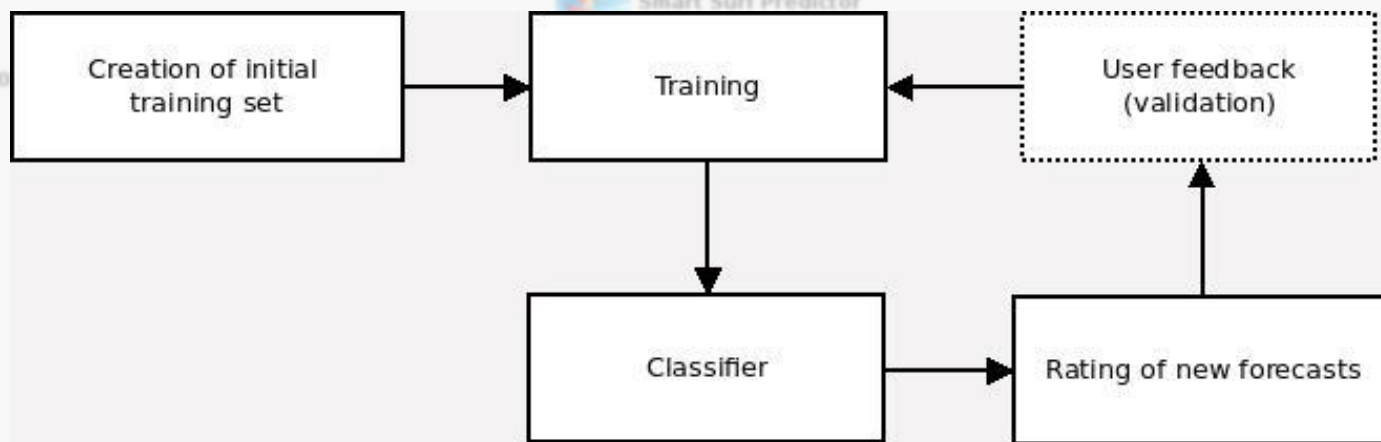 Smart Surf Predictor
Creation of initial
training set
Training
User feedback
(validation)
Classifier
Rating of new forecasts